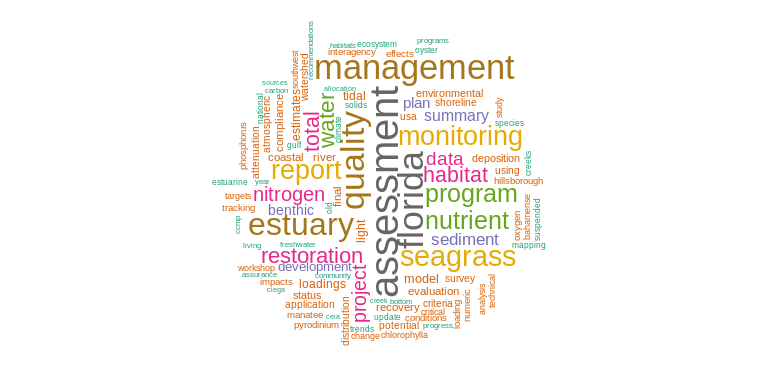 programs
habitats
ecosystem
recommendations
interagency
effects
oyster
southwest
management
sources
carbon
watershed
allocation
tidal
solids
environmental
plan
shoreline
study
national
atmospheric
compliance
estimates
total
water
climate
quality
assessment
usa
summary
species
phosphorus
attenuation
gulf
monitoring
coastal
river
report
florida
data
deposition
creeks
habitat
using
hillsborough
estuarine
year
targets
nitrogen
final
program
tracking
benthic
old
ccmp
estuary
light
nutrient
oxygen
bahamense
suspended
sediment
mapping
living
freshwater
restoration
seagrass
workshop
development
assurance
community
project
model
survey
impacts
loadings
ciega
evaluation
analysis
technical
status
creek
bottom
application
distribution
recovery
criteria
critical
loading
numeric
manatee
ceia
update
conditions
pyrodinium
trends
potential
progress
change
chlorophylla